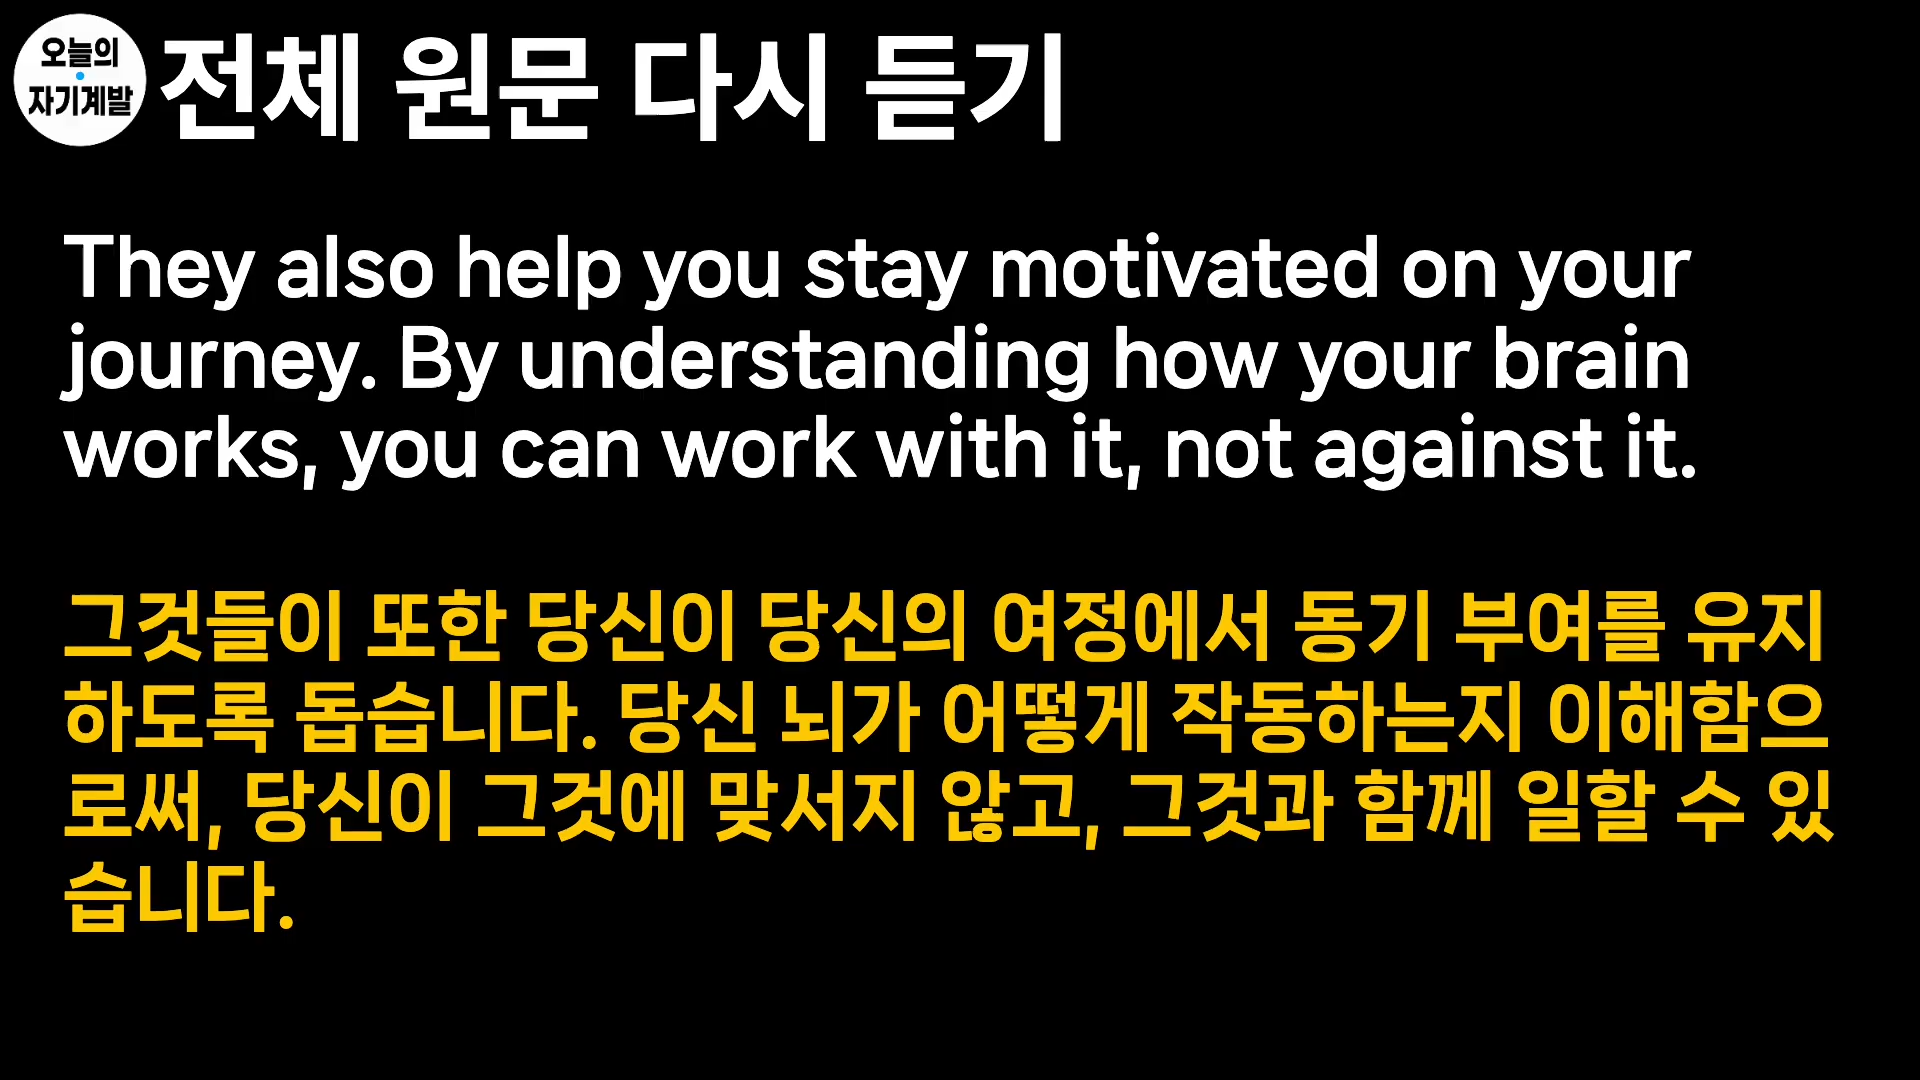 오늘의
자기계발
전체 원문 다시 듣기
They also help you stay motivated on your
journey. By understanding how your brain
works, you can work with it, not against it.
그것들이 또한 당신이 당신의 여정에서 동기 부여를 유지
하도록 돕습니다. 당신 뇌가 어떻게 작동하는지 이해함으
로써, 당신이 그것에 맞서지 않고, 그것과 함께 일할 수 있
습니다.